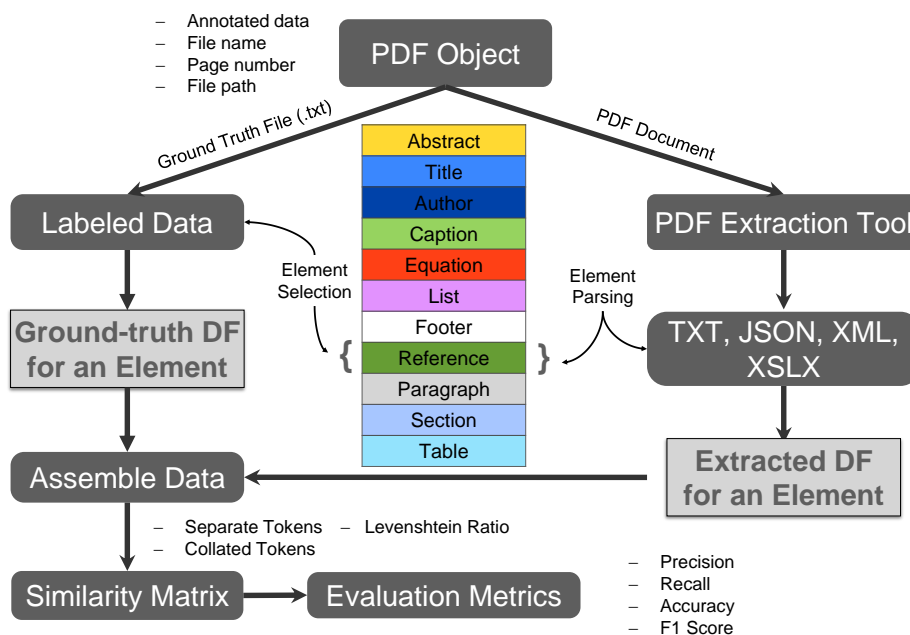 – Annotated data
– File name
– Page number
– File path
PDF Object
Ground Truth File (.txt)
PDF Document
Abstract
Title
Author
Caption
Equation
List
Footer
{ Reference }
Paragraph
Section
Table
Labeled Data
Element
Selection
Ground-truth DF
for an Element
PDF Extraction Tool
Element
Parsing
TXT, JSON, XML,
XSLX
Extracted DF
for an Element
Assemble Data
– Separate Tokens – Levenshtein Ratio
– Collated Tokens
Similarity Matrix
Evaluation Metrics
– Precision
– Recall
– Accuracy
– F1 Score